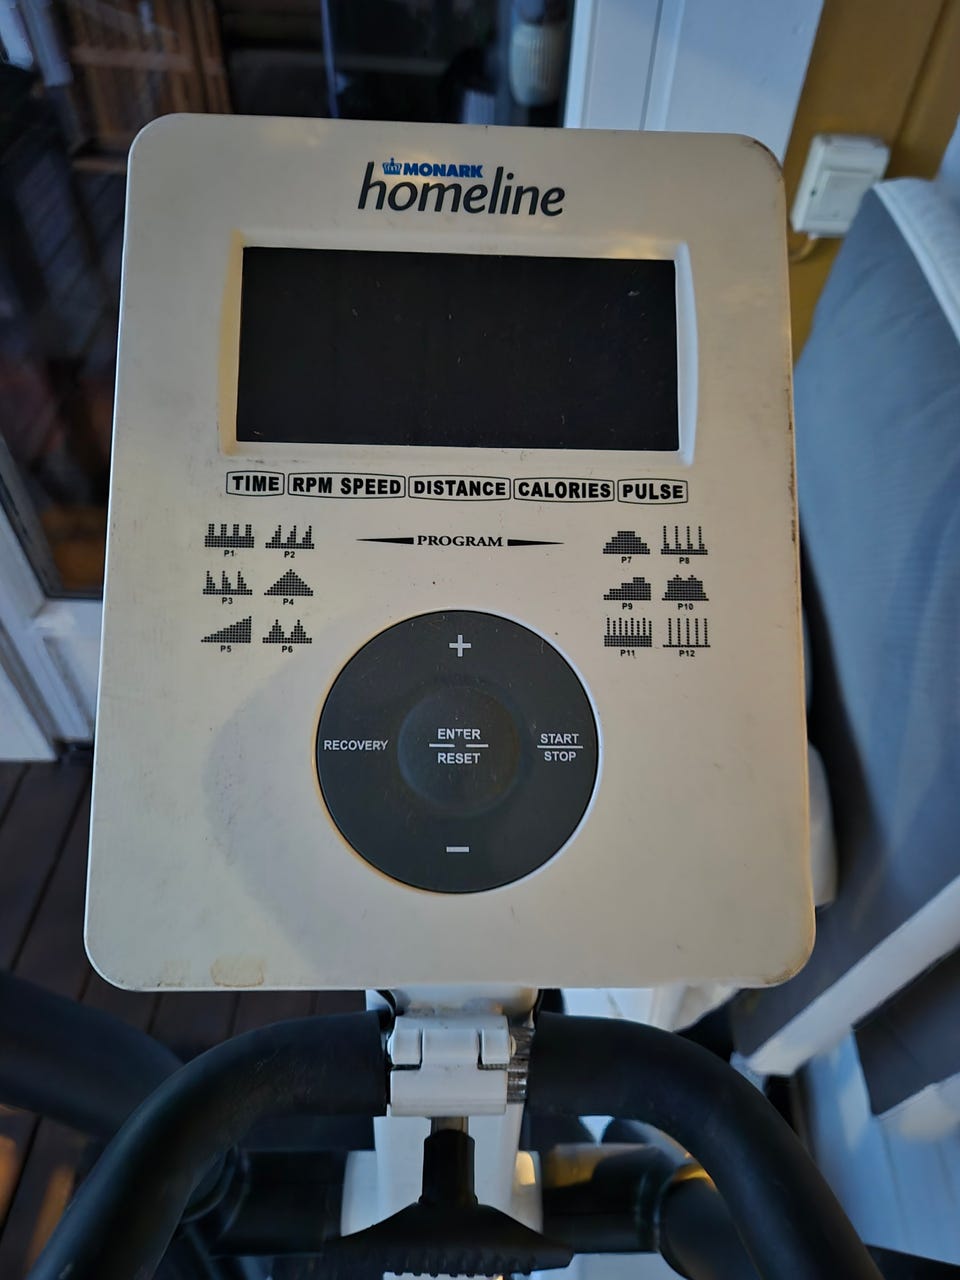 MONARK
homeline
TIME RPM SPEED DISTANCE CALORIES PULSE
PROGRAM
P1 P2 P7 P8
P3 P4 P9 P10
P5 P6 P11 P12
+
RECOVERY
ENTER
RESET
START
STOP
−